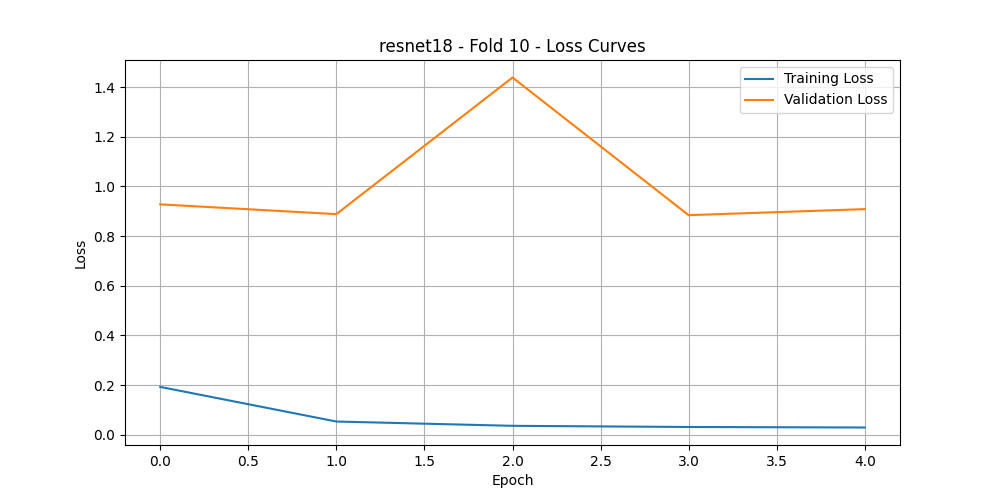 resnet18 - Fold 10 - Loss Curves
Training Loss
Validation Loss
Loss
1.4
1.2
1.0
0.8
0.6
0.4
0.2
0.0
0.0 0.5 1.0 1.5 2.0 2.5 3.0 3.5 4.0
Epoch